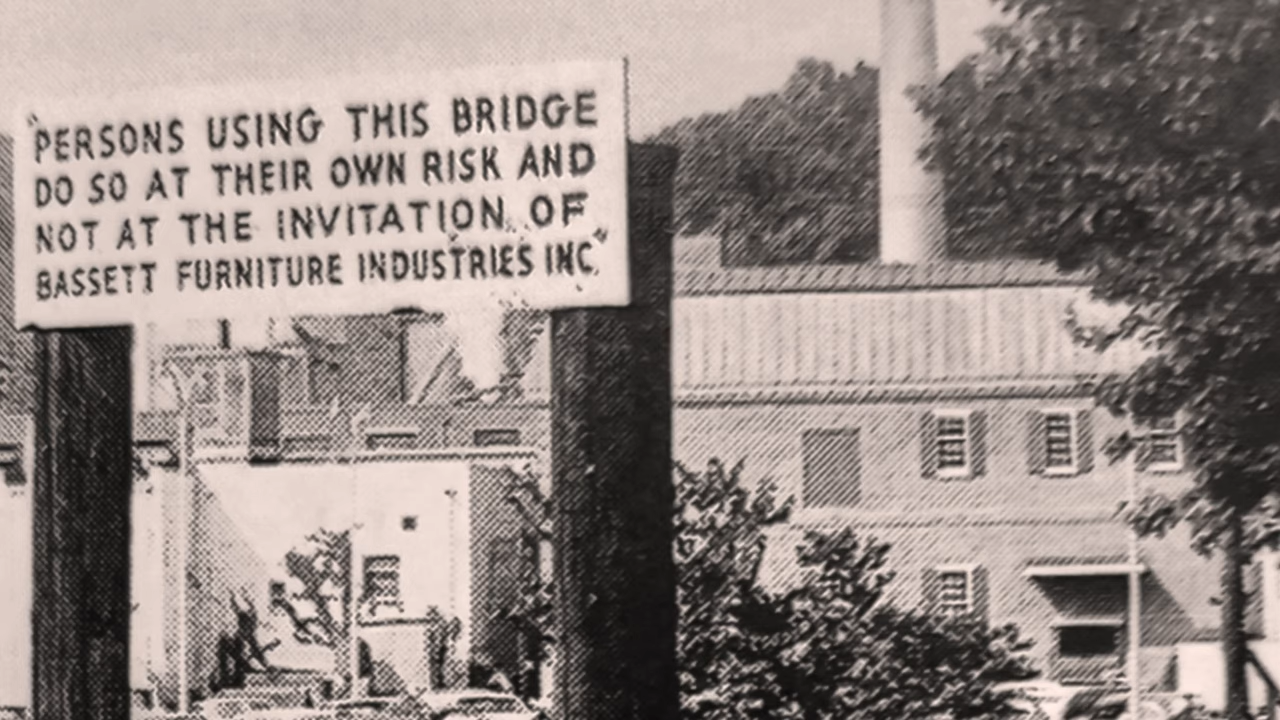 "PERSONS USING THIS BRIDGE
DO SO AT THEIR OWN RISK AND
NOT AT THE INVITATION OF
BASSETT FURNITURE INDUSTRIES INC."